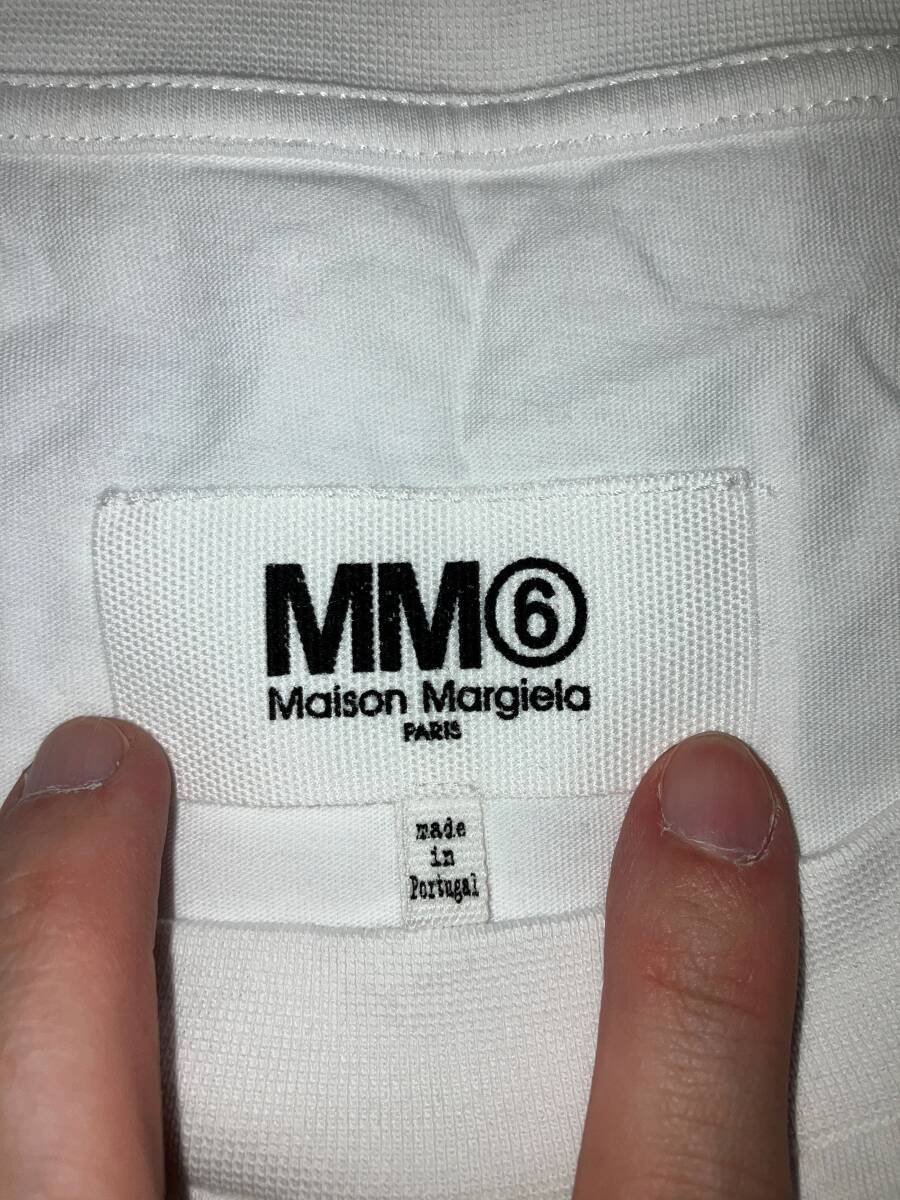 MM⑥
Maison Margiela
PARIS
made
in
Portugal